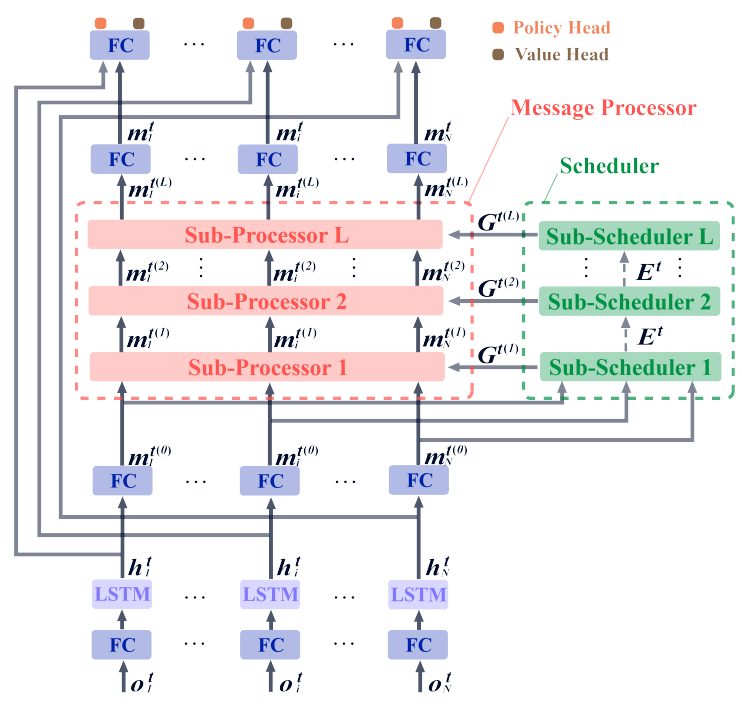 Policy Head
Value Head
FC ... FC ... FC
Message Processor
m_1^t m_i^t m_N^t
FC ... FC ... FC
Scheduler
m_1^{t(L)} m_i^{t(L)} m_N^{t(L)}
Sub-Processor L G^{t(L)} Sub-Scheduler L
m_1^{t(2)} ⋮ m_i^{t(2)} ⋮ m_N^{t(2)} ⋮ E^t ⋮
Sub-Processor 2 G^{t(2)} Sub-Scheduler 2
m_1^{t(1)} m_i^{t(1)} m_N^{t(1)} E^t
Sub-Processor 1 G^{t(1)} Sub-Scheduler 1
m_1^{t(0)} m_i^{t(0)} m_N^{t(0)}
FC ... FC ... FC
h_1^t h_i^t h_N^t
LSTM ... LSTM ... LSTM
FC ... FC ... FC
o_1^t o_i^t o_N^t